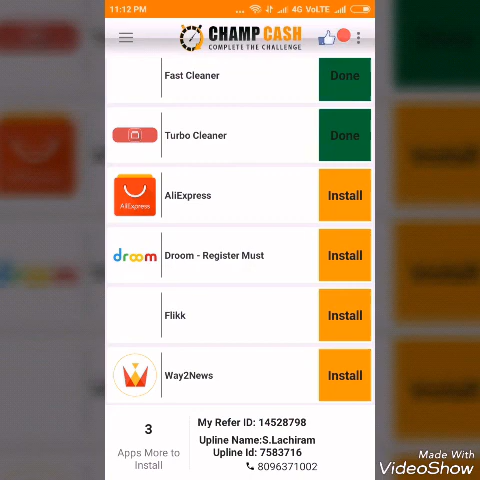 11:12 PM
4G VoLTE
CHAMP CASH
COMPLETE THE CHALLENGE
Fast Cleaner
Done
Turbo Cleaner
Done
AliExpress
AliExpress
Install
droom
Droom - Register Must
Install
Flikk
Install
Way2News
Install
3
Apps More to
Install
My Refer ID: 14528798
Upline Name:S.Lachiram
Upline Id: 7583716
8096371002
Made With
VideoShow